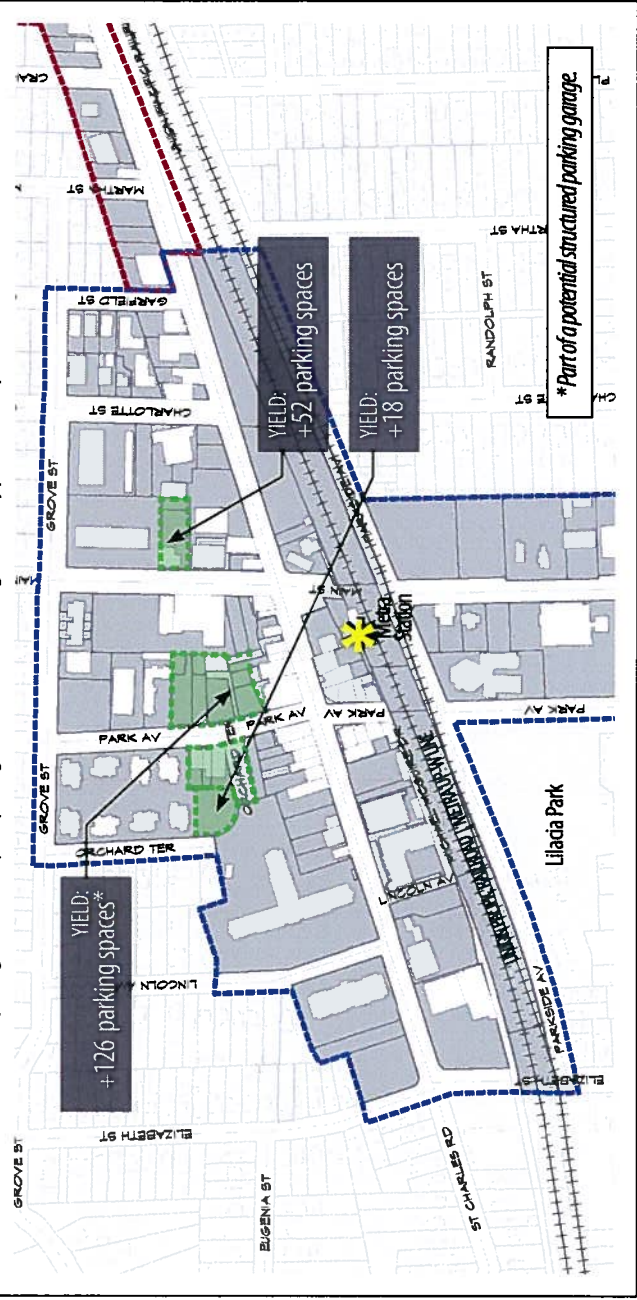 GROVE ST
ELIZABETH ST
EUGENIA ST
ST CHARLES RD
ELIZABETH ST
PARKSIDE AV
LINCOLN AV
YIELD:
+126 parking spaces*
GROVE ST
ORCHARD TER
PARK AV
ORCHARD TER
PARK AV
PARK AV
LINCOLN AV
Lilacia Park
PARK AV
Metra
Station
MAIN ST
GROVE ST
CHARLOTTE ST
GARFIELD ST
MARTHA ST
YIELD:
+52 parking spaces
YIELD:
+18 parking spaces
RANDOLPH ST
*Part of a potential structured parking garage